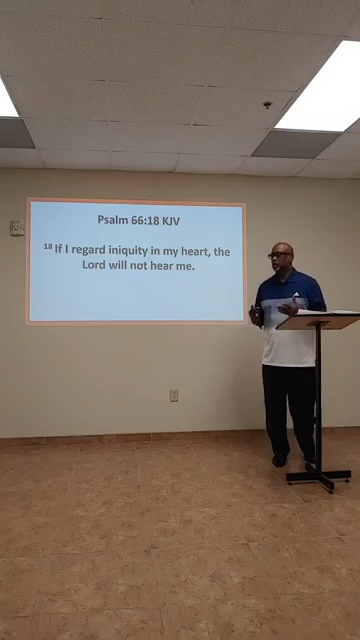 Psalm 66:18 KJV
18 If I regard iniquity in my heart, the
Lord will not hear me.